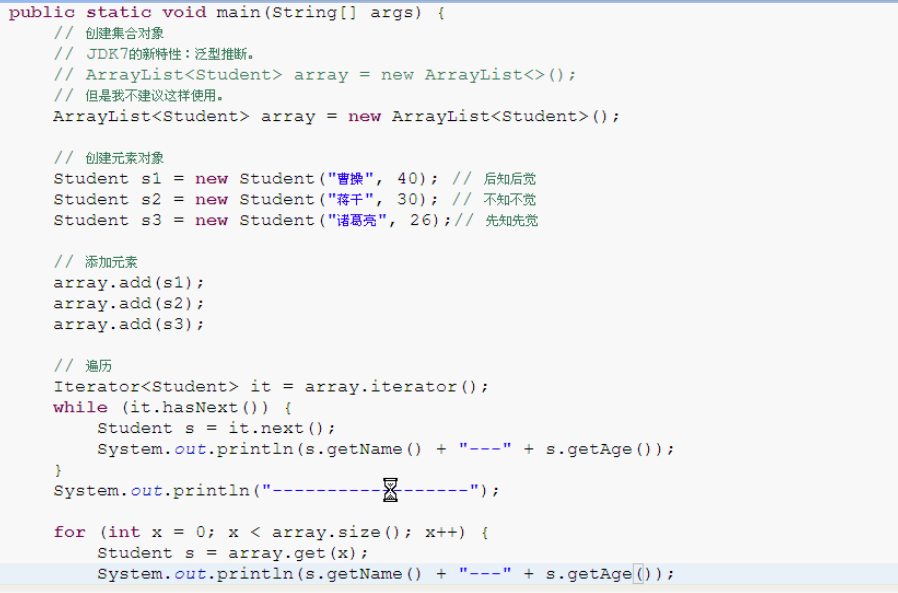 public static void main(String[] args) {
// 创建集合对象
// JDK7的新特性：泛型推断。
// ArrayList<Student> array = new ArrayList<>();
// 但是我不建议这样使用。
ArrayList<Student> array = new ArrayList<Student>();
// 创建元素对象
Student s1 = new Student("曹操", 40); // 后知后觉
Student s2 = new Student("蒋干", 30); // 不知不觉
Student s3 = new Student("诸葛亮", 26);// 先知先觉
// 添加元素
array.add(s1);
array.add(s2);
array.add(s3);
// 遍历
Iterator<Student> it = array.iterator();
while (it.hasNext()) {
Student s = it.next();
System.out.println(s.getName() + "---" + s.getAge());
}
System.out.println("------------------");
for (int x = 0; x < array.size(); x++) {
Student s = array.get(x);
System.out.println(s.getName() + "---" + s.getAge());